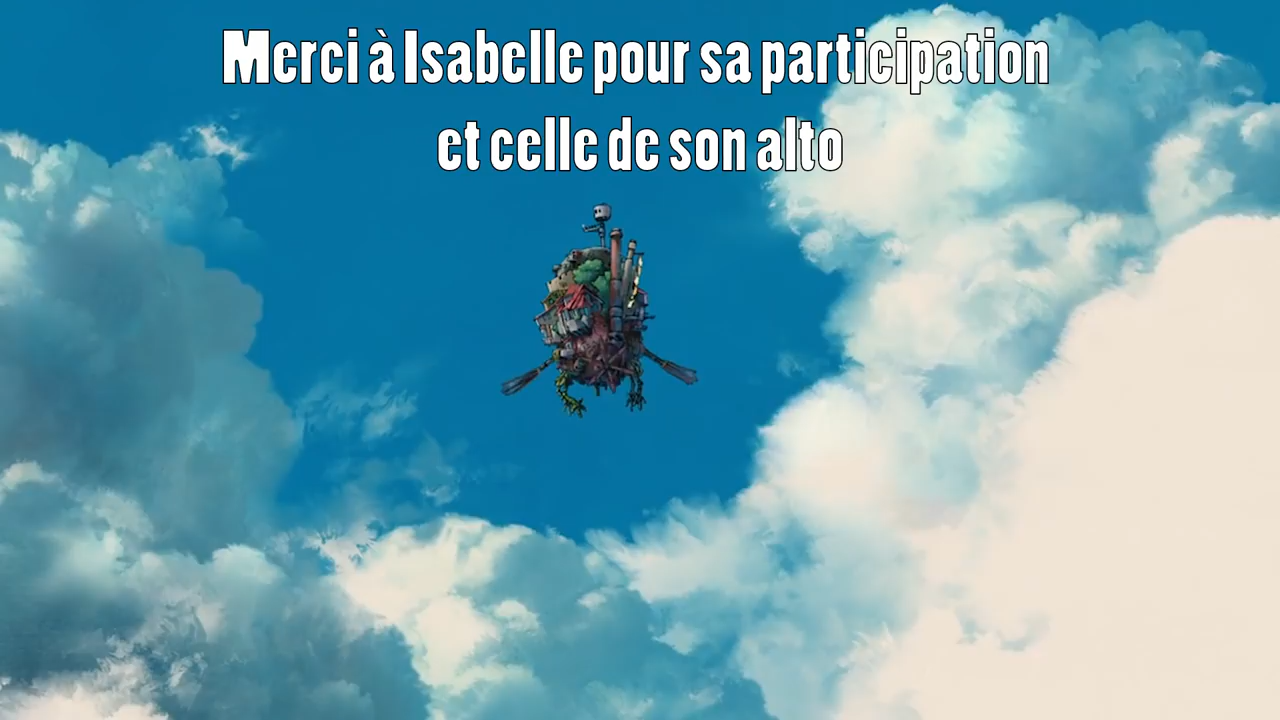 Merci à Isabelle pour sa participation
et celle de son alto